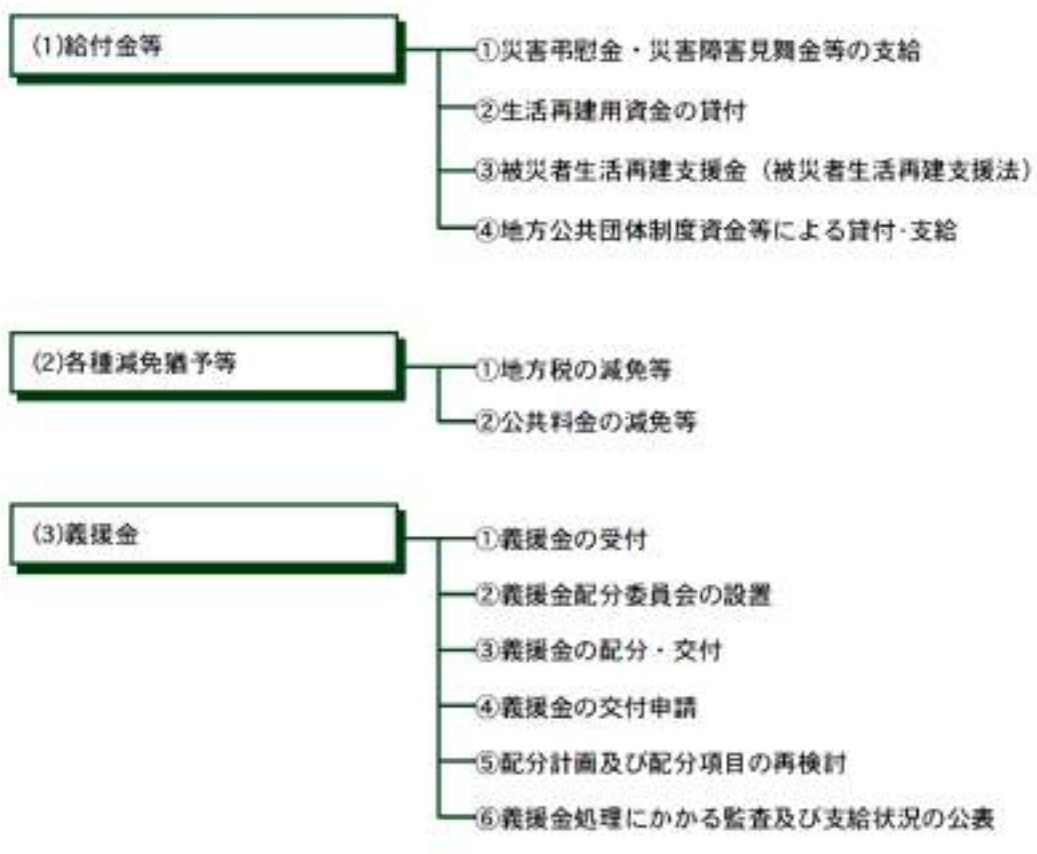 (1)給付金等
①災害弔慰金・災害障害見舞金等の支給
②生活再建用資金の貸付
③被災者生活再建支援金（被災者生活再建支援法）
④地方公共団体制度資金等による貸付·支給
(2)各種減免猶予等
①地方税の減免等
②公共料金の減免等
(3)義援金
①義援金の受付
②義援金配分委員会の設置
③義援金の配分・交付
④義援金の交付申請
⑤配分計画及び配分項目の再検討
⑥義援金処理にかかる監査及び支給状況の公表